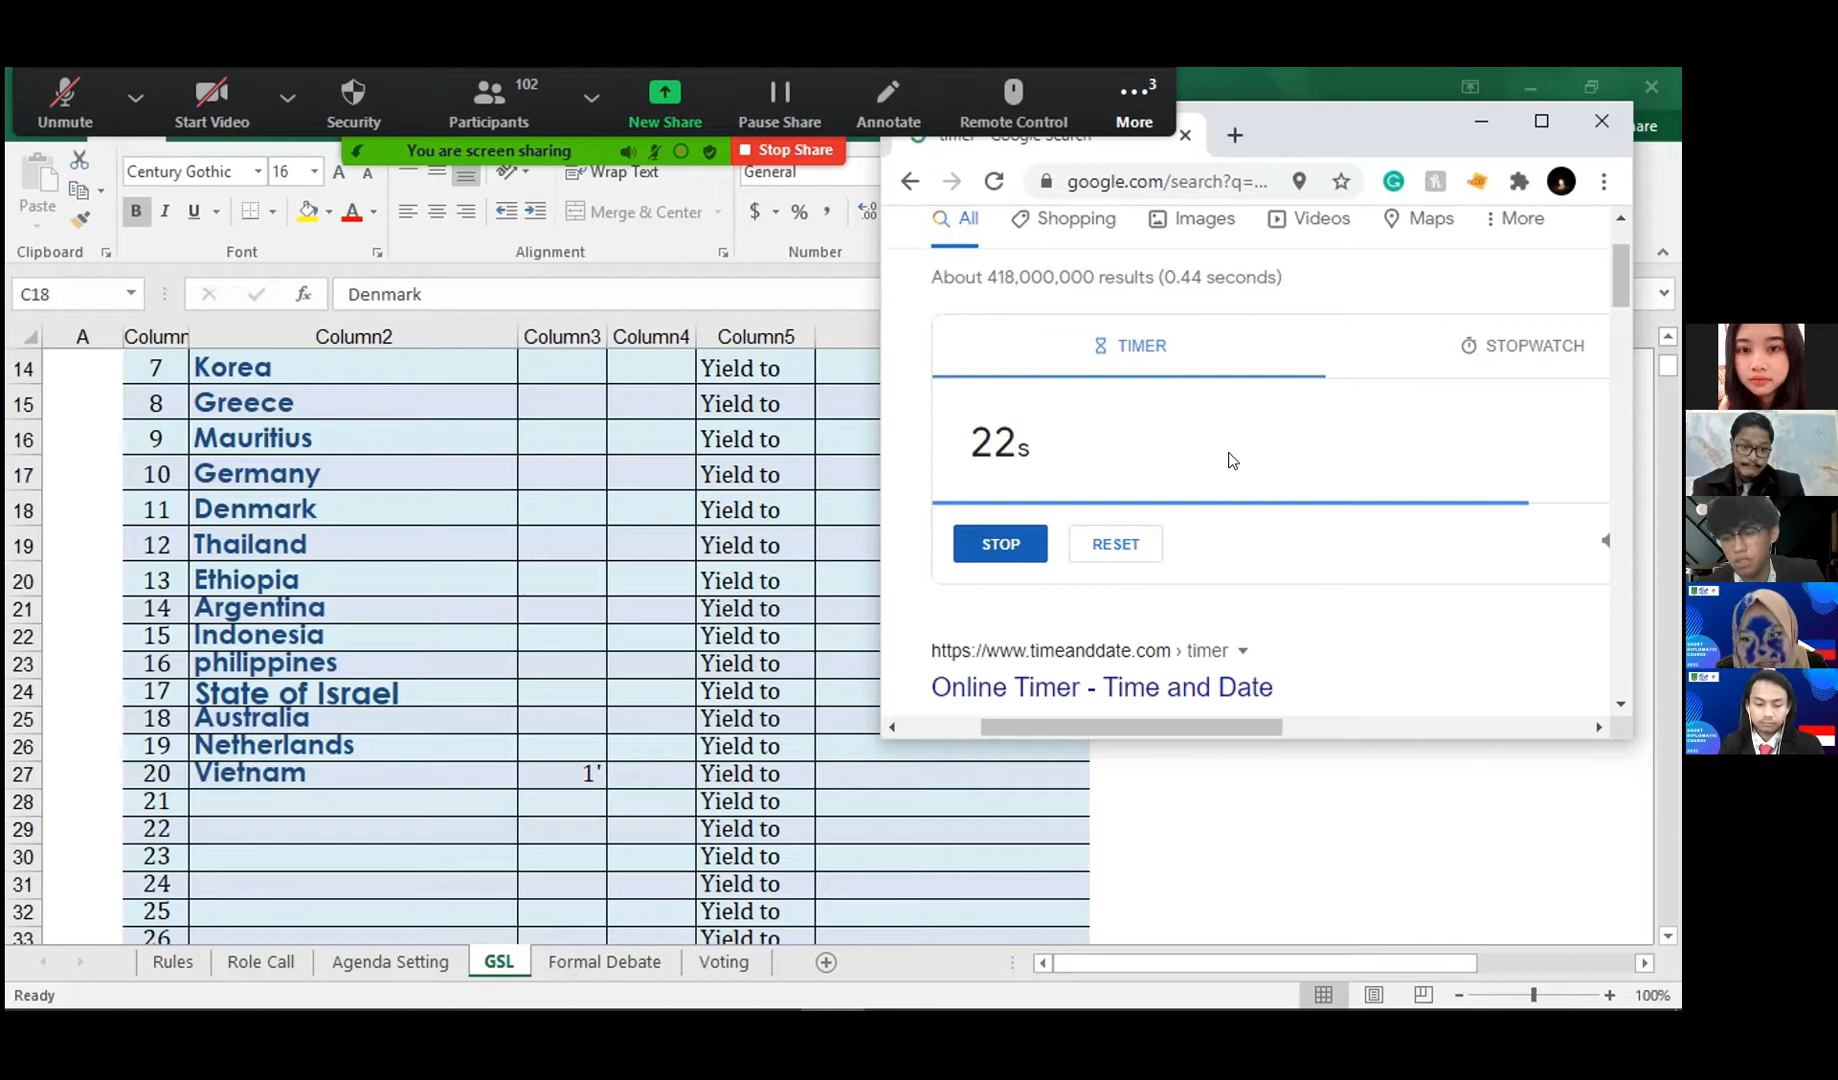 102
3
Unmute
Start Video
Security
Participants
New Share
Pause Share
Annotate
Remote Control
More
You are screen sharing
Stop Share
Paste
Century Gothic
16
A
A
Wrap Text
General
B
I
U
A
Merge & Center
$
%
Clipboard
Font
Alignment
Number
C18
fx
Denmark
A
Column
Column2
Column3
Column4
Column5
14 7 Korea Yield to
15 8 Greece Yield to
16 9 Mauritius Yield to
17 10 Germany Yield to
18 11 Denmark Yield to
19 12 Thailand Yield to
20 13 Ethiopia Yield to
21 14 Argentina Yield to
22 15 Indonesia Yield to
23 16 philippines Yield to
24 17 State of Israel Yield to
25 18 Australia Yield to
26 19 Netherlands Yield to
27 20 Vietnam 1' Yield to
28 21 Yield to
29 22 Yield to
30 23 Yield to
31 24 Yield to
32 25 Yield to
33 26 Yield to
Rules
Role Call
Agenda Setting
GSL
Formal Debate
Voting
Ready
100%
timer - Google Search
google.com/search?q=...
All
Shopping
Images
Videos
Maps
More
About 418,000,000 results (0.44 seconds)
TIMER
STOPWATCH
22s
STOP
RESET
https://www.timeanddate.com › timer
Online Timer - Time and Date